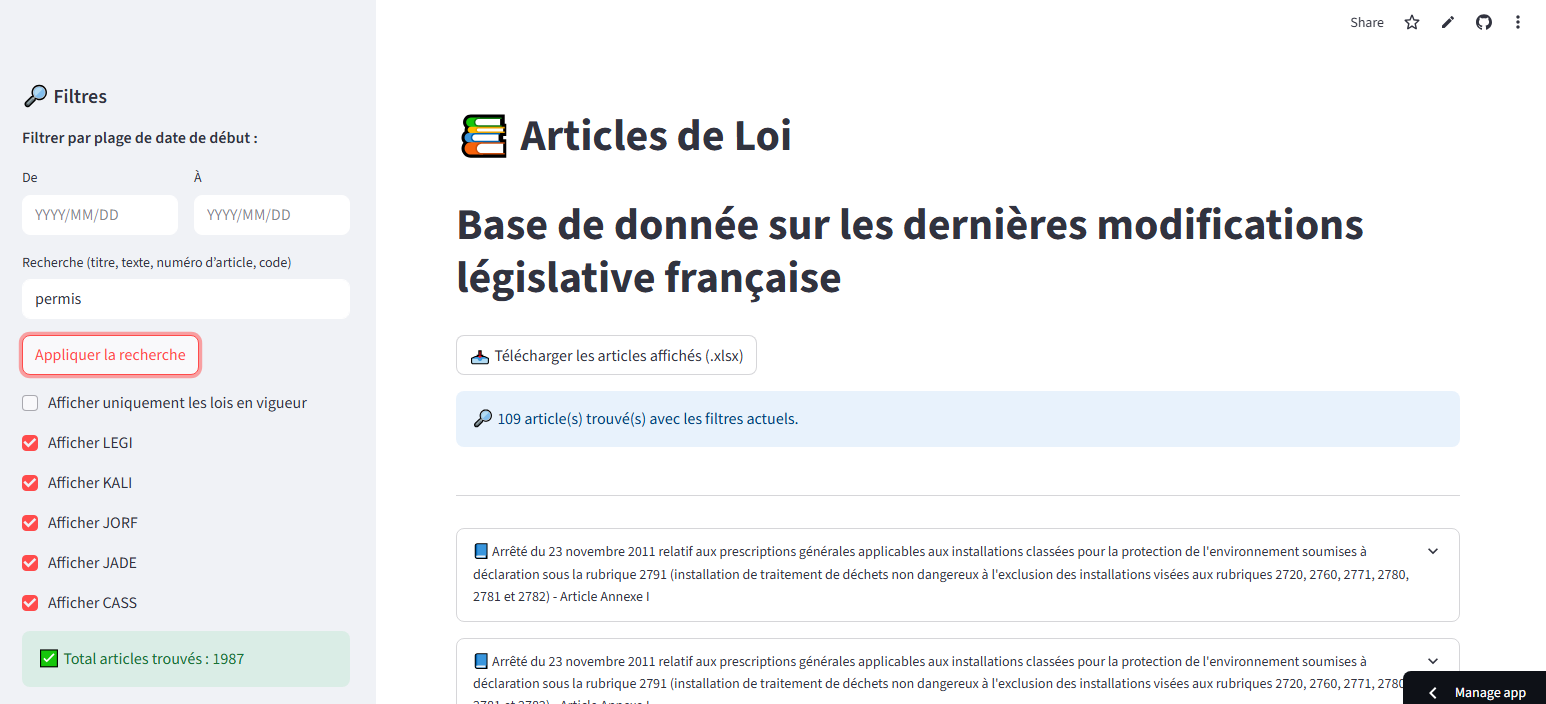 Share
Filtres
Filtrer par plage de date de début :
De
À
YYYY/MM/DD
YYYY/MM/DD
Recherche (titre, texte, numéro d’article, code)
permis
Appliquer la recherche
Afficher uniquement les lois en vigueur
Afficher LEGI
Afficher KALI
Afficher JORF
Afficher JADE
Afficher CASS
Total articles trouvés : 1987
Articles de Loi
Base de donnée sur les dernières modifications
législative française
Télécharger les articles affichés (.xlsx)
109 article(s) trouvé(s) avec les filtres actuels.
Arrêté du 23 novembre 2011 relatif aux prescriptions générales applicables aux installations classées pour la protection de l'environnement soumises à
déclaration sous la rubrique 2791 (installation de traitement de déchets non dangereux à l'exclusion des installations visées aux rubriques 2720, 2760, 2771, 2780,
2781 et 2782) - Article Annexe I
Arrêté du 23 novembre 2011 relatif aux prescriptions générales applicables aux installations classées pour la protection de l'environnement soumises à
déclaration sous la rubrique 2791 (installation de traitement de déchets non dangereux à l'exclusion des installations visées aux rubriques 2720, 2760, 2771, 2780
2781 et 2782) - Article Annexe I
Manage app